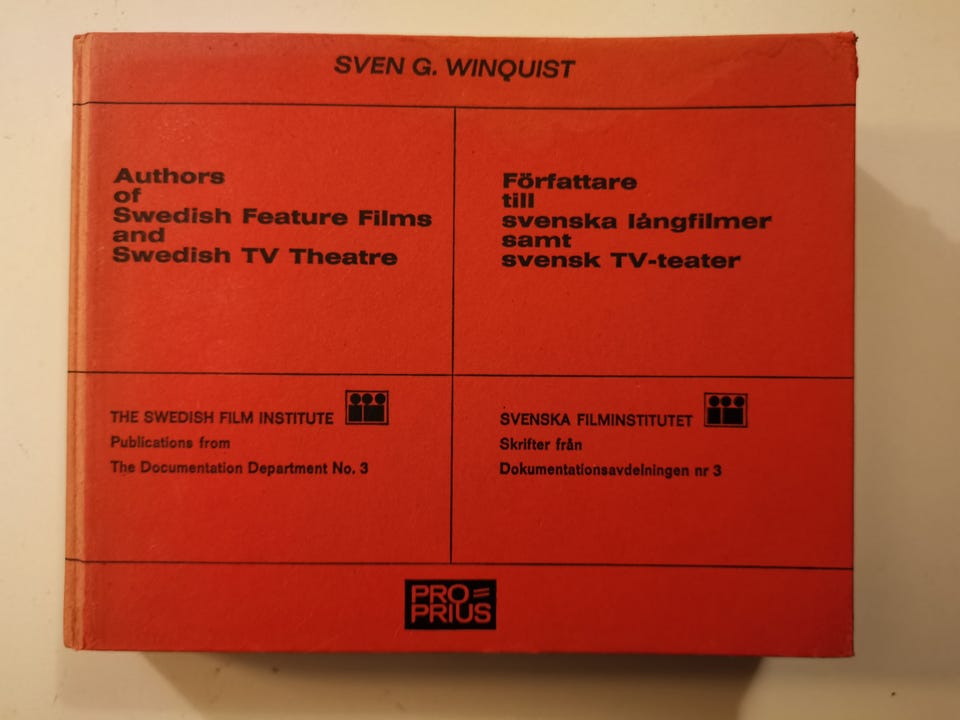 SVEN G. WINQUIST
Authors
of
Swedish Feature Films
and
Swedish TV Theatre
Författare
till
svenska långfilmer
samt
svensk TV-teater
THE SWEDISH FILM INSTITUTE
Publications from
The Documentation Department No. 3
SVENSKA FILMINSTITUTET
Skrifter från
Dokumentationsavdelningen nr 3
PRO=
PRIUS